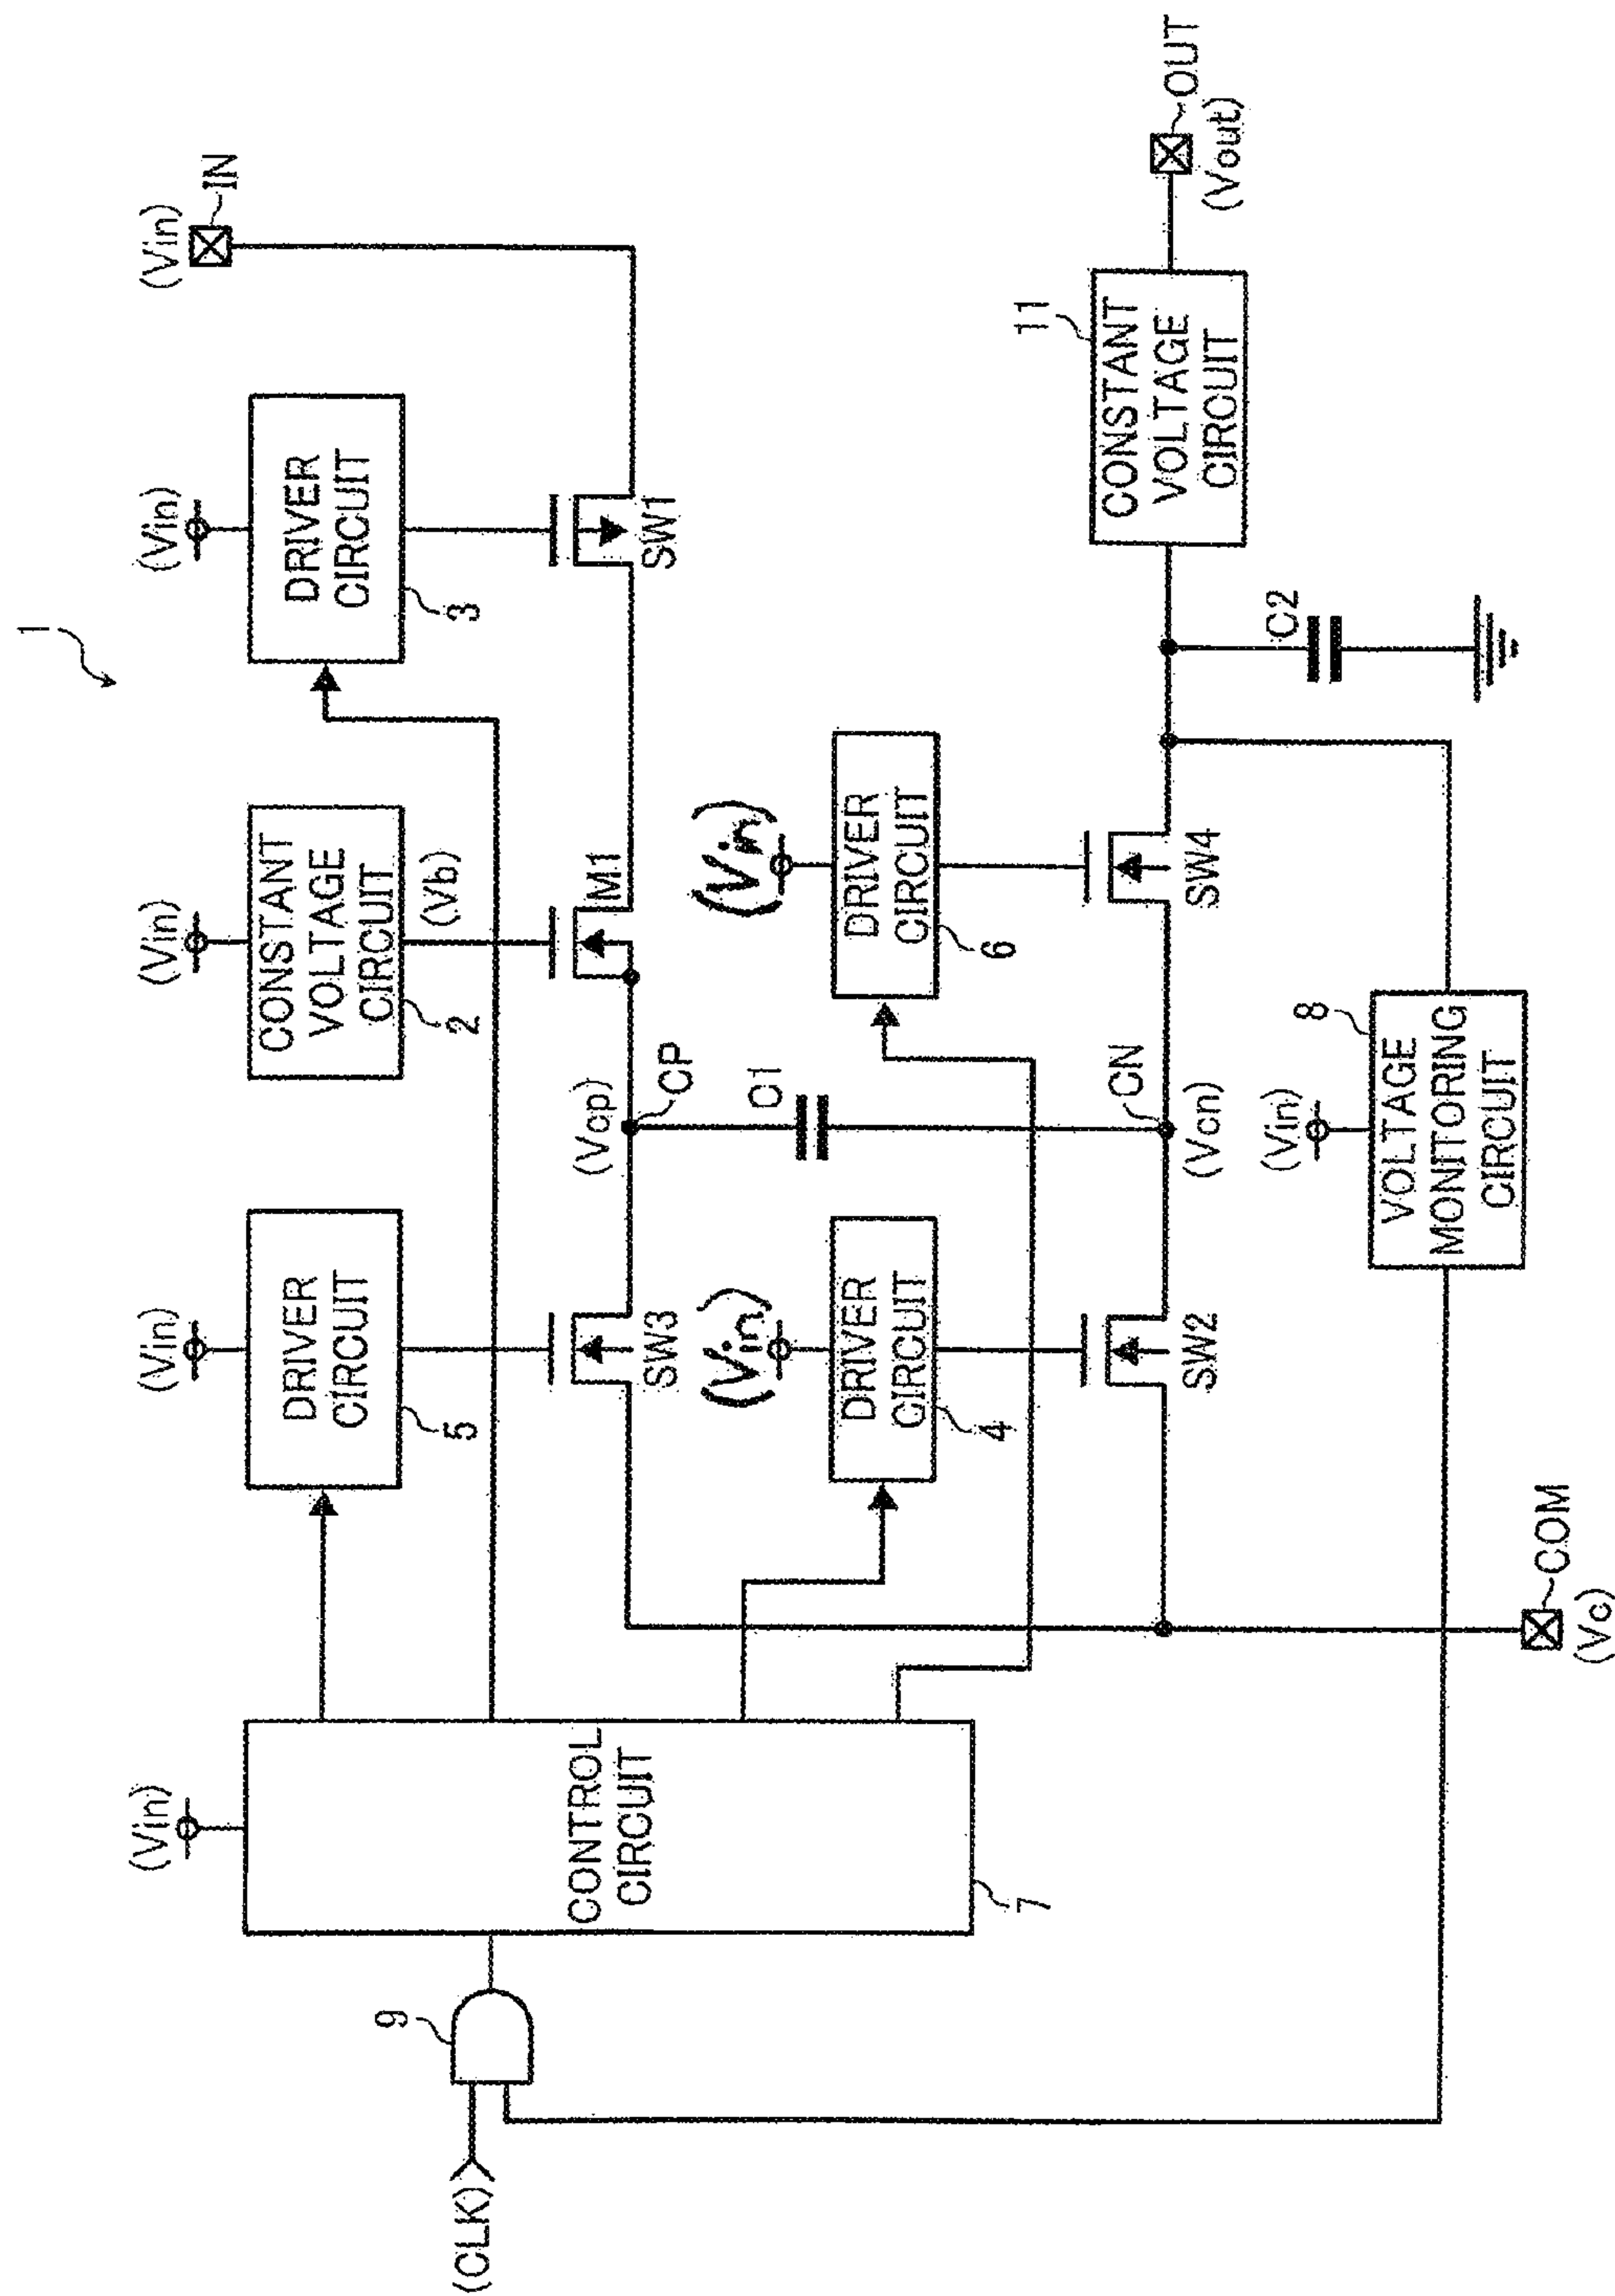 1
(Vin)
IN
(Vin)
DRIVER
CIRCUIT
3
SW1
(Vin)
CONSTANT
VOLTAGE
CIRCUIT
2
(Vb)
M1
(Vin)
DRIVER
CIRCUIT
5
SW3
(Vcp)
CP
C1
(Vin)
DRIVER
CIRCUIT
6
SW4
(Vin)
DRIVER
CIRCUIT
4
SW2
CN
(Vcn)
11
CONSTANT
VOLTAGE
CIRCUIT
OUT
(Vout)
C2
(Vin)
8
VOLTAGE
MONITORING
CIRCUIT
(Vin)
CONTROL
CIRCUIT
7
9
(CLK)
COM
(Vc)